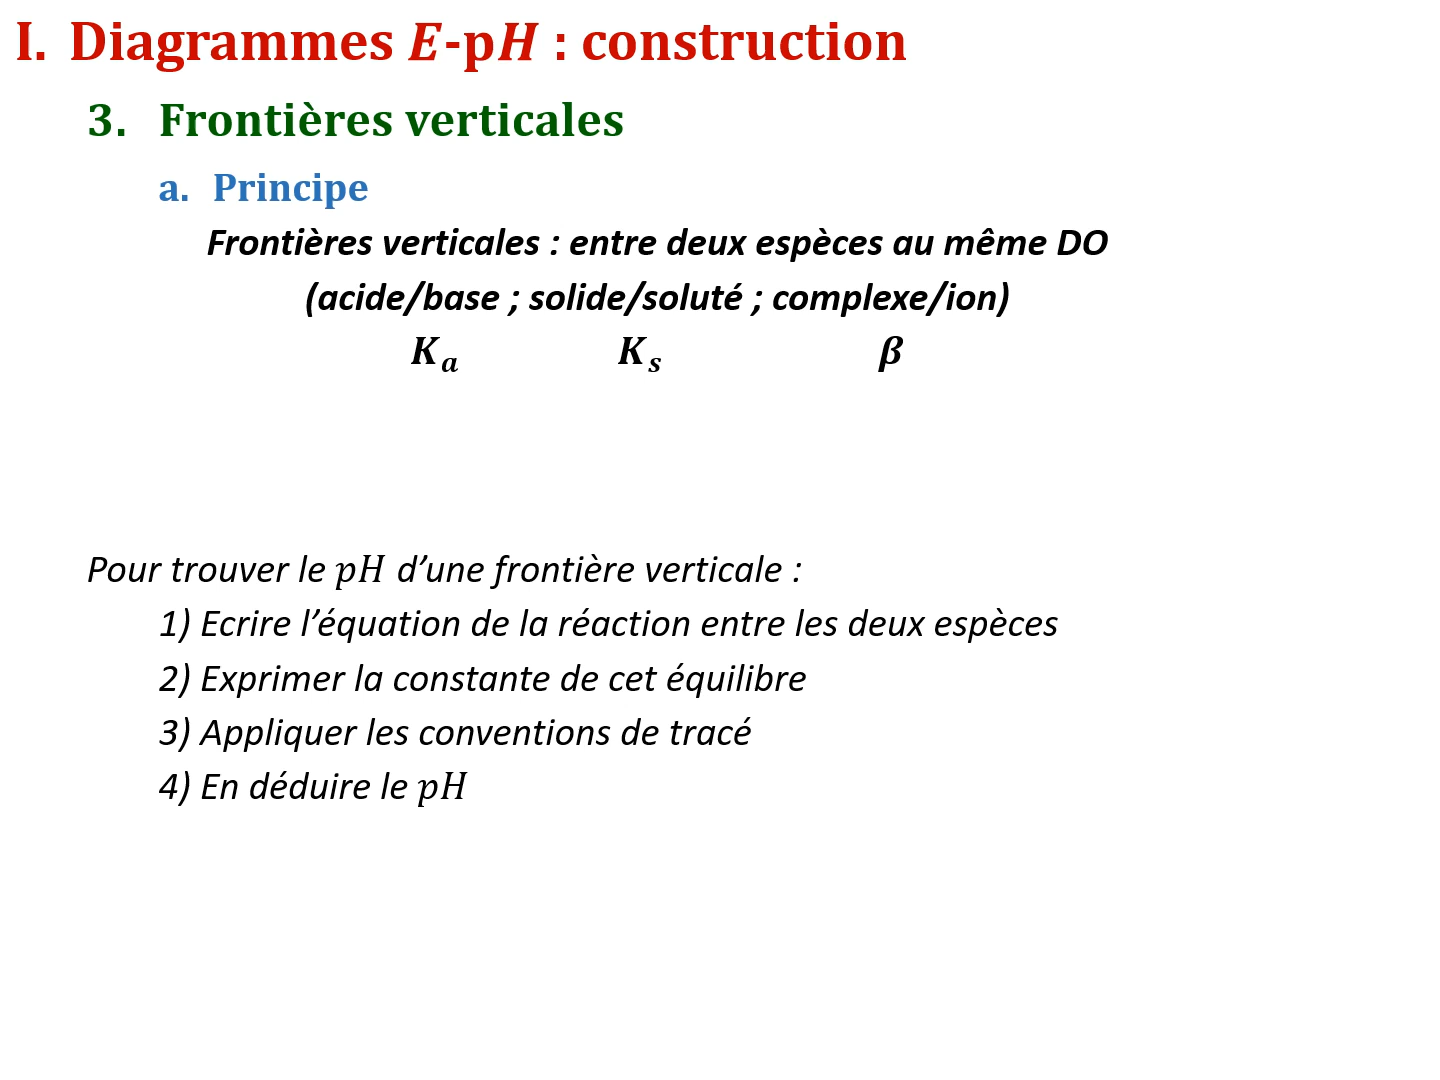 I. Diagrammes E-pH : construction
3. Frontières verticales
a. Principe
Frontières verticales : entre deux espèces au même DO
(acide/base ; solide/soluté ; complexe/ion)
Kₐ Kₛ β
Pour trouver le pH d’une frontière verticale :
1) Ecrire l’équation de la réaction entre les deux espèces
2) Exprimer la constante de cet équilibre
3) Appliquer les conventions de tracé
4) En déduire le pH